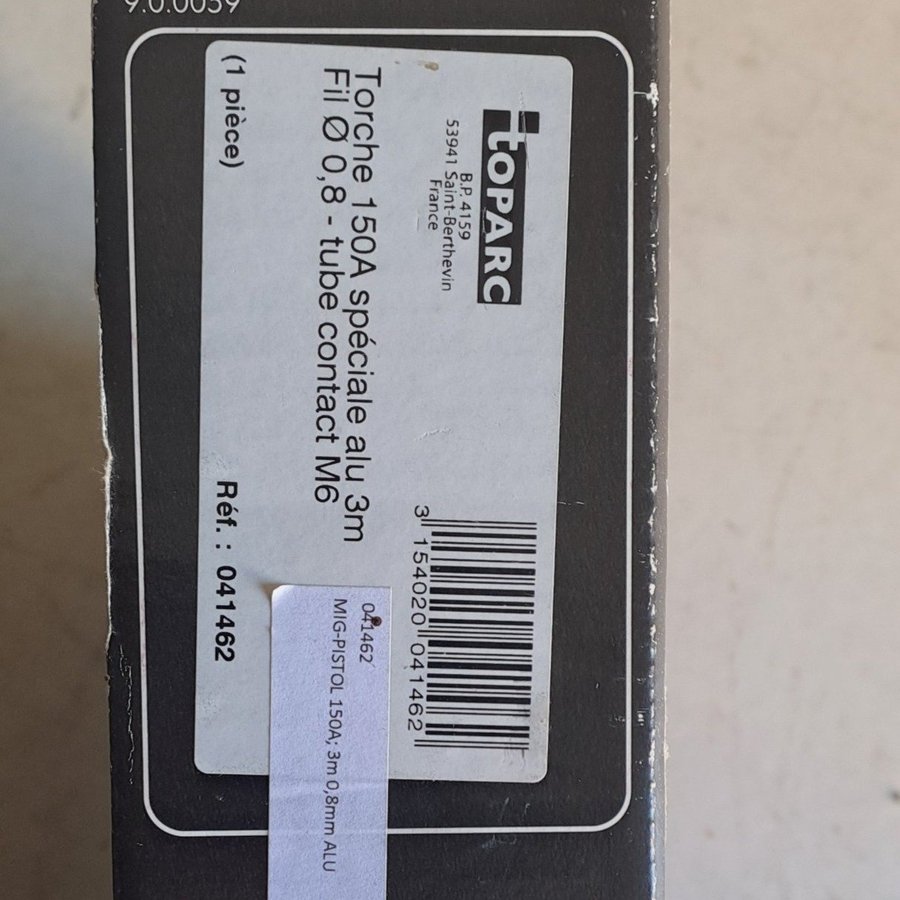 9.0.0059
toPARC
B.P. 4159
53941 Saint-Berthevin
France
3 154020 041462
Torche 150A spéciale alu 3m
Fil Ø 0,8 - tube contact M6
(1 pièce)
Réf. : 041462
041462
MIG-PISTOL 150A; 3m 0,8mm ALU